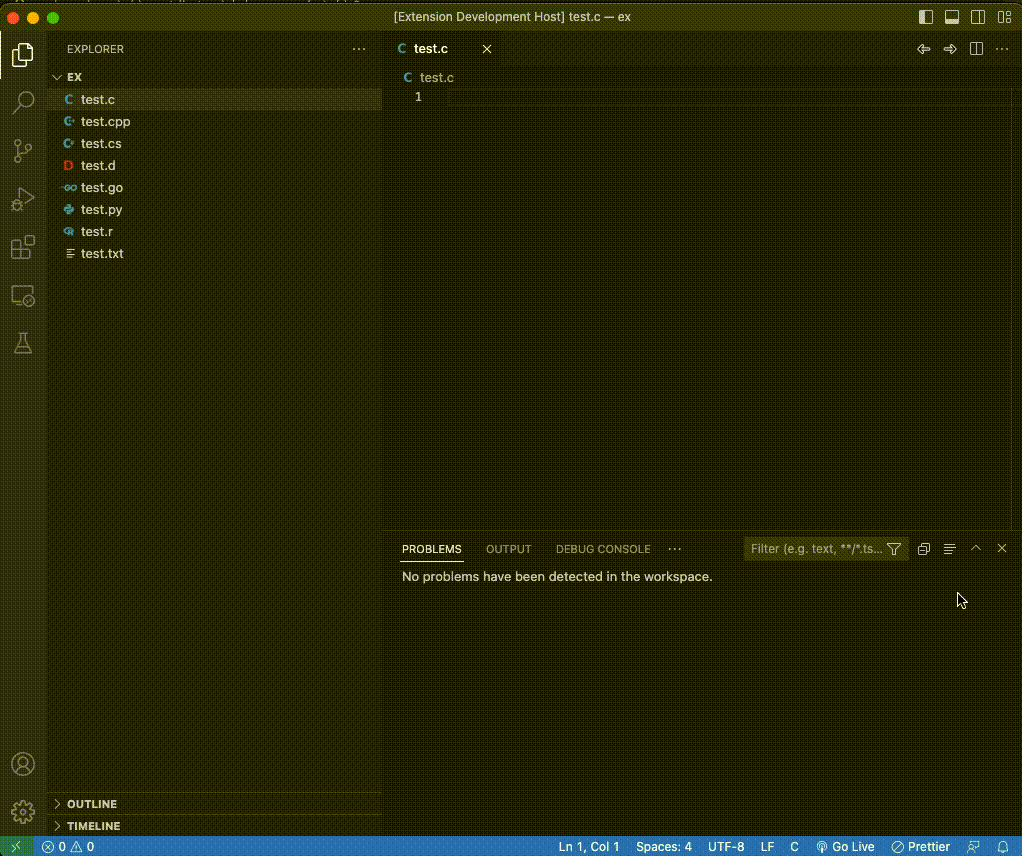 [Extension Development Host] test.c — ex
EXPLORER
EX
test.c
test.cpp
test.cs
test.d
test.go
test.py
test.r
test.txt
OUTLINE
TIMELINE
C test.c
C test.c
1
PROBLEMS OUTPUT DEBUG CONSOLE
Filter (e.g. text, **/*.ts...
No problems have been detected in the workspace.
0 0 Ln 1, Col 1 Spaces: 4 UTF-8 LF C Go Live Prettier